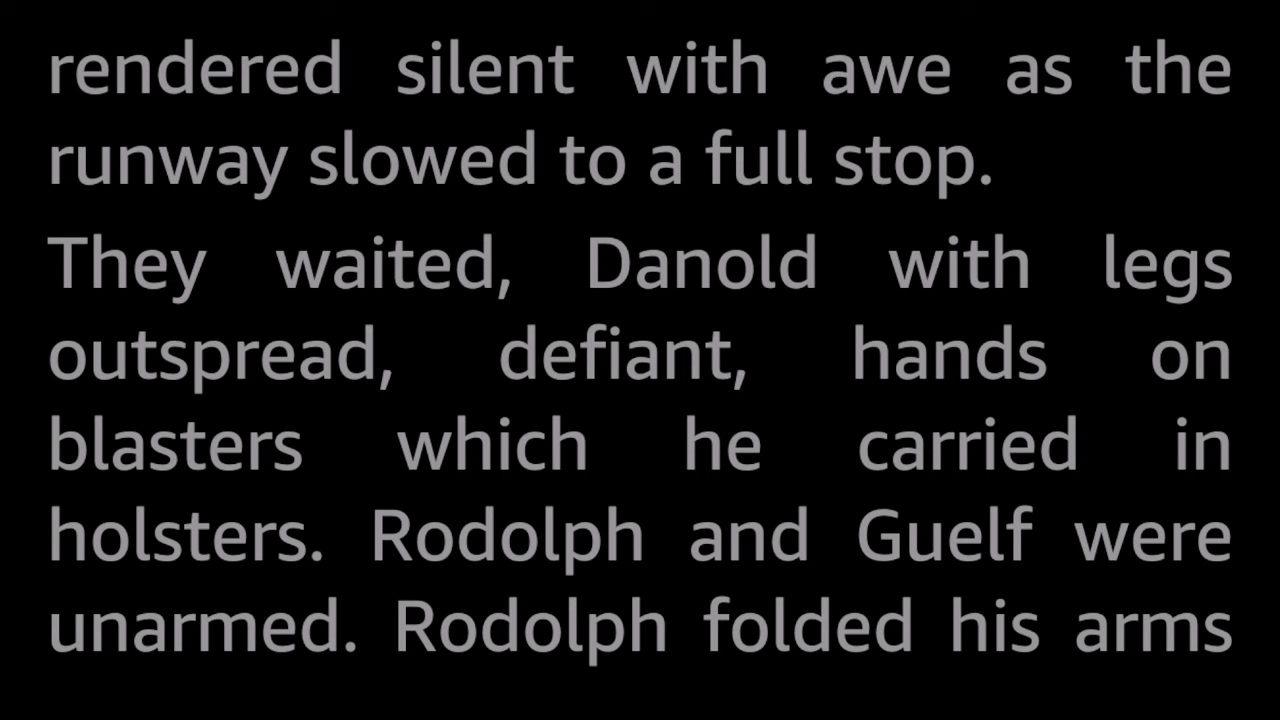 rendered silent with awe as the
runway slowed to a full stop.
They waited, Danold with legs
outspread, defiant, hands on
blasters which he carried in
holsters. Rodolph and Guelf were
unarmed. Rodolph folded his arms